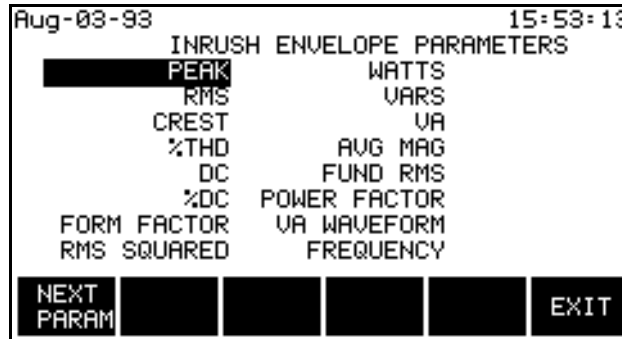 Aug-03-93 15:53:13
INRUSH ENVELOPE PARAMETERS
PEAK WATTS
RMS VARS
CREST VA
%THD AVG MAG
DC FUND RMS
%DC POWER FACTOR
FORM FACTOR VA WAVEFORM
RMS SQUARED FREQUENCY
NEXT
PARAM EXIT